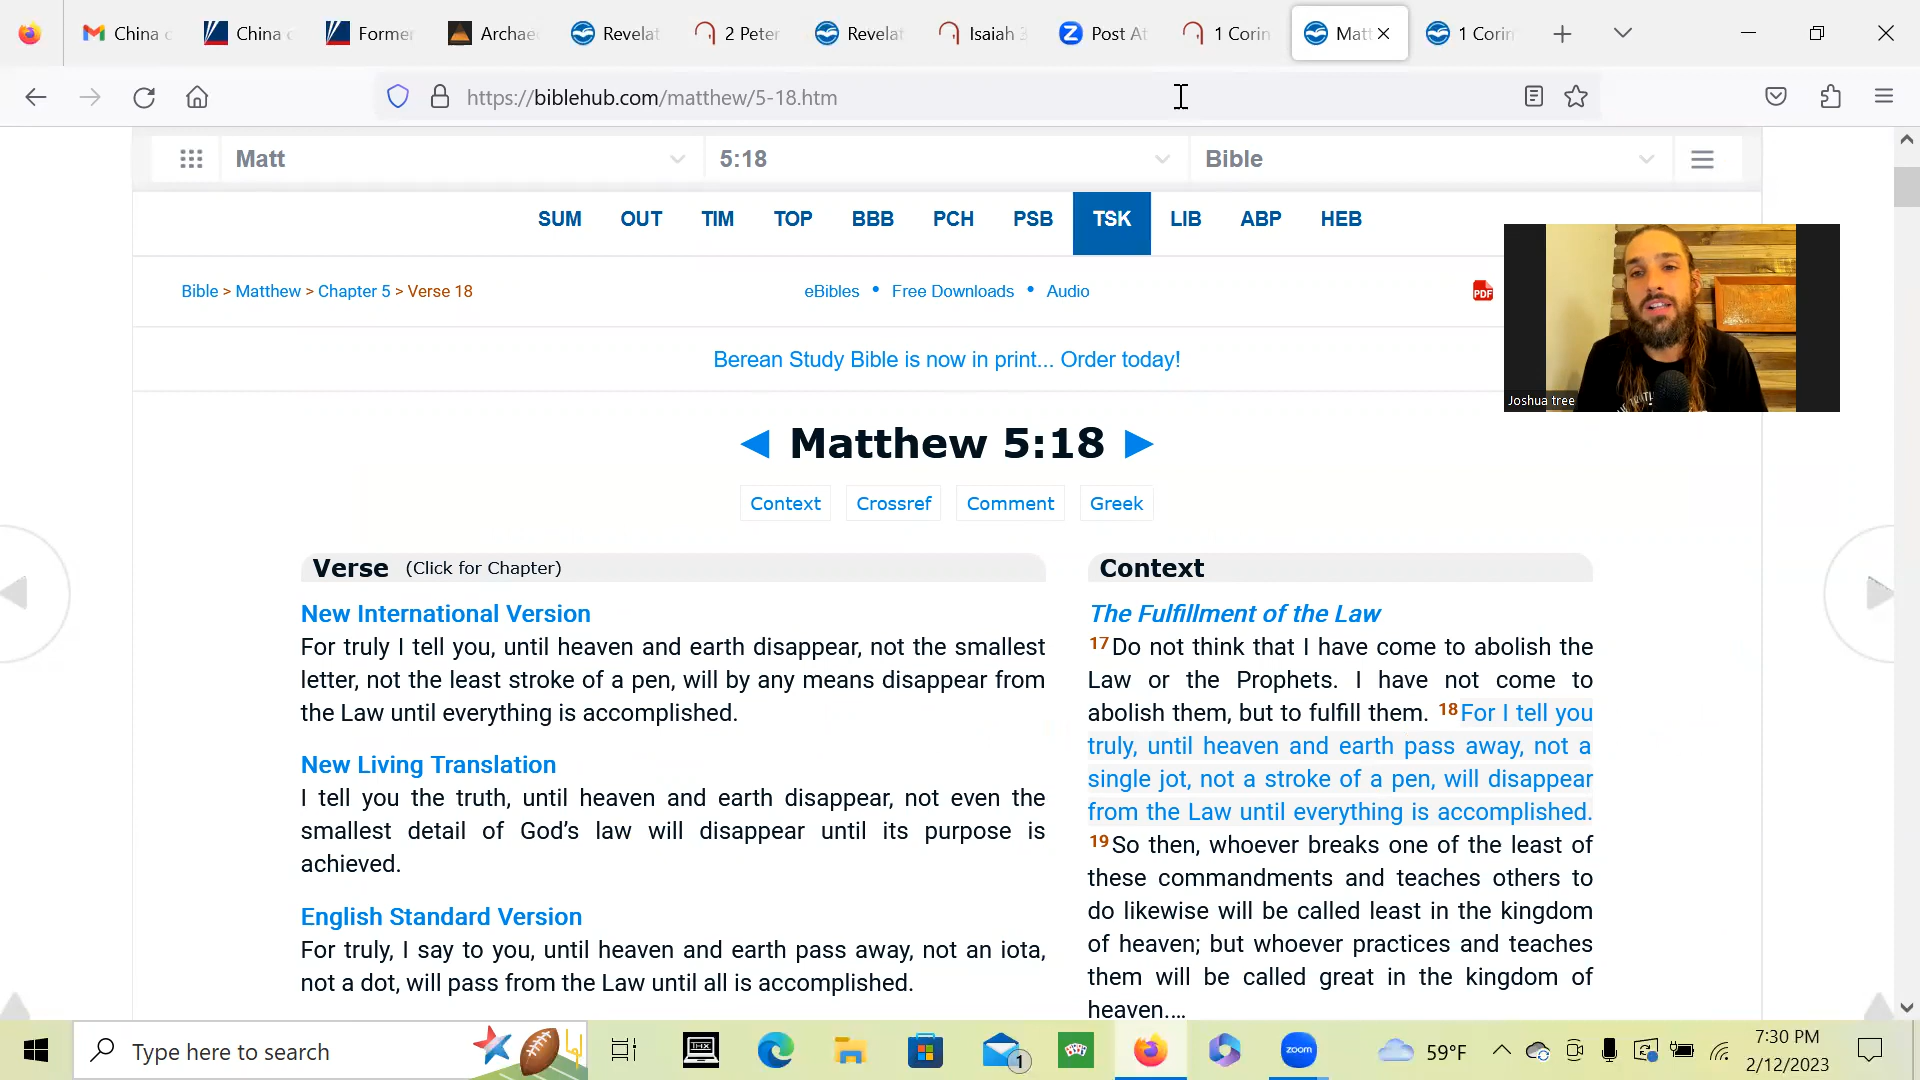 China c
China c
Former
Archae
Revelat
2 Peter
Revelat
Isaiah 3
Post At
1 Corin
Matt
1 Corin
https://biblehub.com/matthew/5-18.htm
Matt
5:18
Bible
SUM OUT TIM TOP BBB PCH PSB TSK LIB ABP HEB
Bible > Matthew > Chapter 5 > Verse 18
eBibles • Free Downloads • Audio
PDF
Berean Study Bible is now in print... Order today!
Joshua tree
◄ Matthew 5:18 ►
Context Crossref Comment Greek
Verse (Click for Chapter)
New International Version
For truly I tell you, until heaven and earth disappear, not the smallest
letter, not the least stroke of a pen, will by any means disappear from
the Law until everything is accomplished.
New Living Translation
I tell you the truth, until heaven and earth disappear, not even the
smallest detail of God’s law will disappear until its purpose is
achieved.
English Standard Version
For truly, I say to you, until heaven and earth pass away, not an iota,
not a dot, will pass from the Law until all is accomplished.
Context
The Fulfillment of the Law
17Do not think that I have come to abolish the
Law or the Prophets. I have not come to
abolish them, but to fulfill them. 18For I tell you
truly, until heaven and earth pass away, not a
single jot, not a stroke of a pen, will disappear
from the Law until everything is accomplished.
19So then, whoever breaks one of the least of
these commandments and teaches others to
do likewise will be called least in the kingdom
of heaven; but whoever practices and teaches
them will be called great in the kingdom of
heaven.…
Type here to search
1
zoom
59°F
7:30 PM
2/12/2023